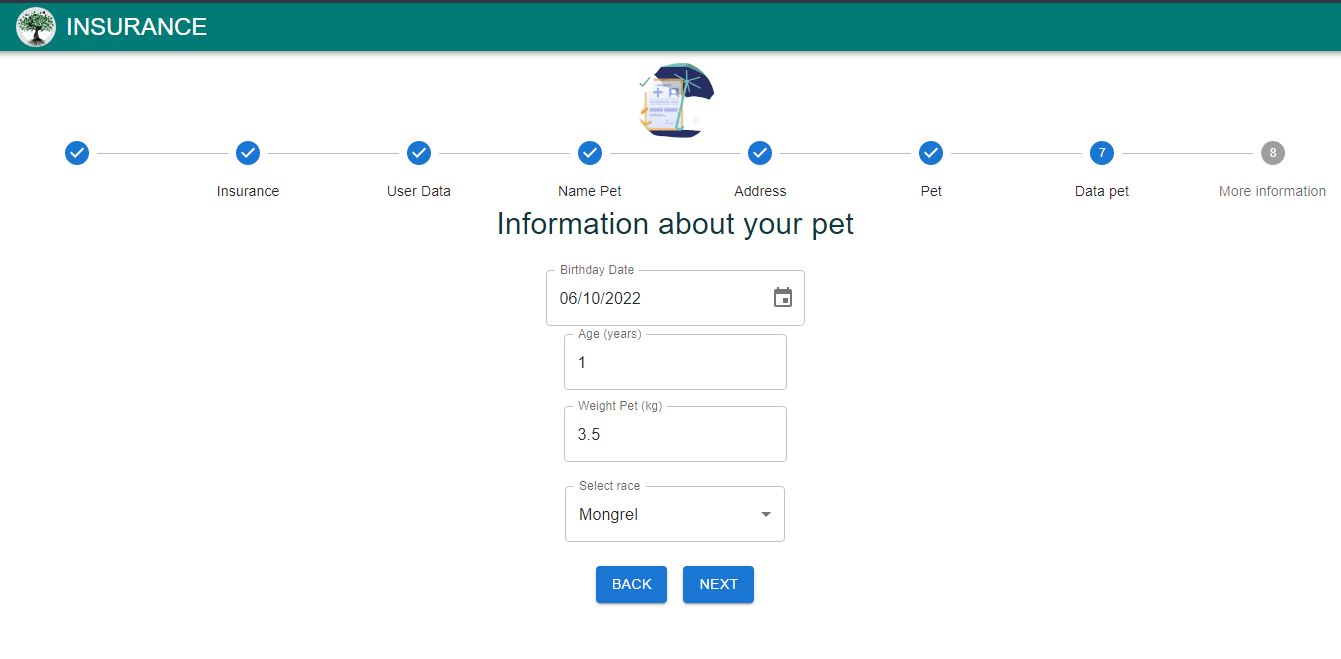 INSURANCE
Insurance User Data Name Pet Address Pet Data pet 7 More information 8
Information about your pet
Birthday Date
06/10/2022
Age (years)
1
Weight Pet (kg)
3.5
Select race
Mongrel
BACK NEXT